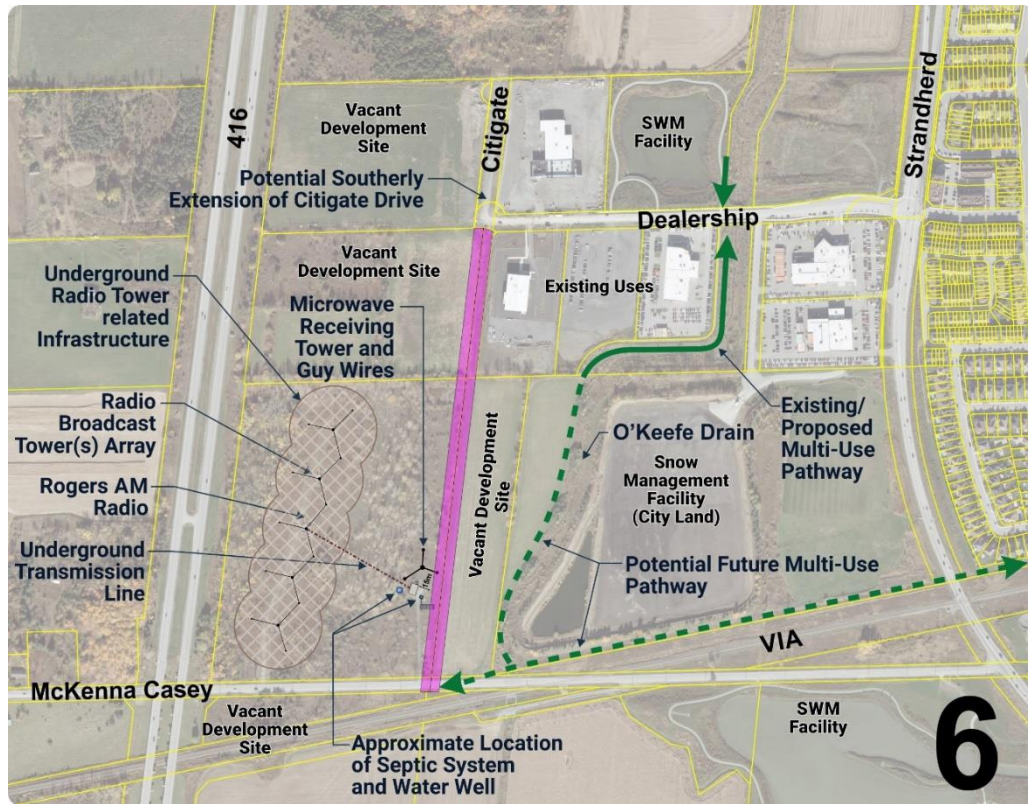 416
Vacant
Development
Site
Citigate
SWM
Facility
Strandherd
Potential Southerly
Extension of Citigate Drive
Dealership
Vacant
Development Site
Existing Uses
Underground
Radio Tower
related
Infrastructure
Microwave
Receiving
Tower and
Guy Wires
Radio
Broadcast
Tower(s) Array
Rogers AM
Radio
Underground
Transmission
Line
15m
Vacant Development
Site
O'Keefe Drain
Snow
Management
Facility
(City Land)
Existing/
Proposed
Multi-Use
Pathway
Potential Future Multi-Use
Pathway
VIA
McKenna Casey
Vacant
Development
Site
Approximate Location
of Septic System
and Water Well
SWM
Facility
6